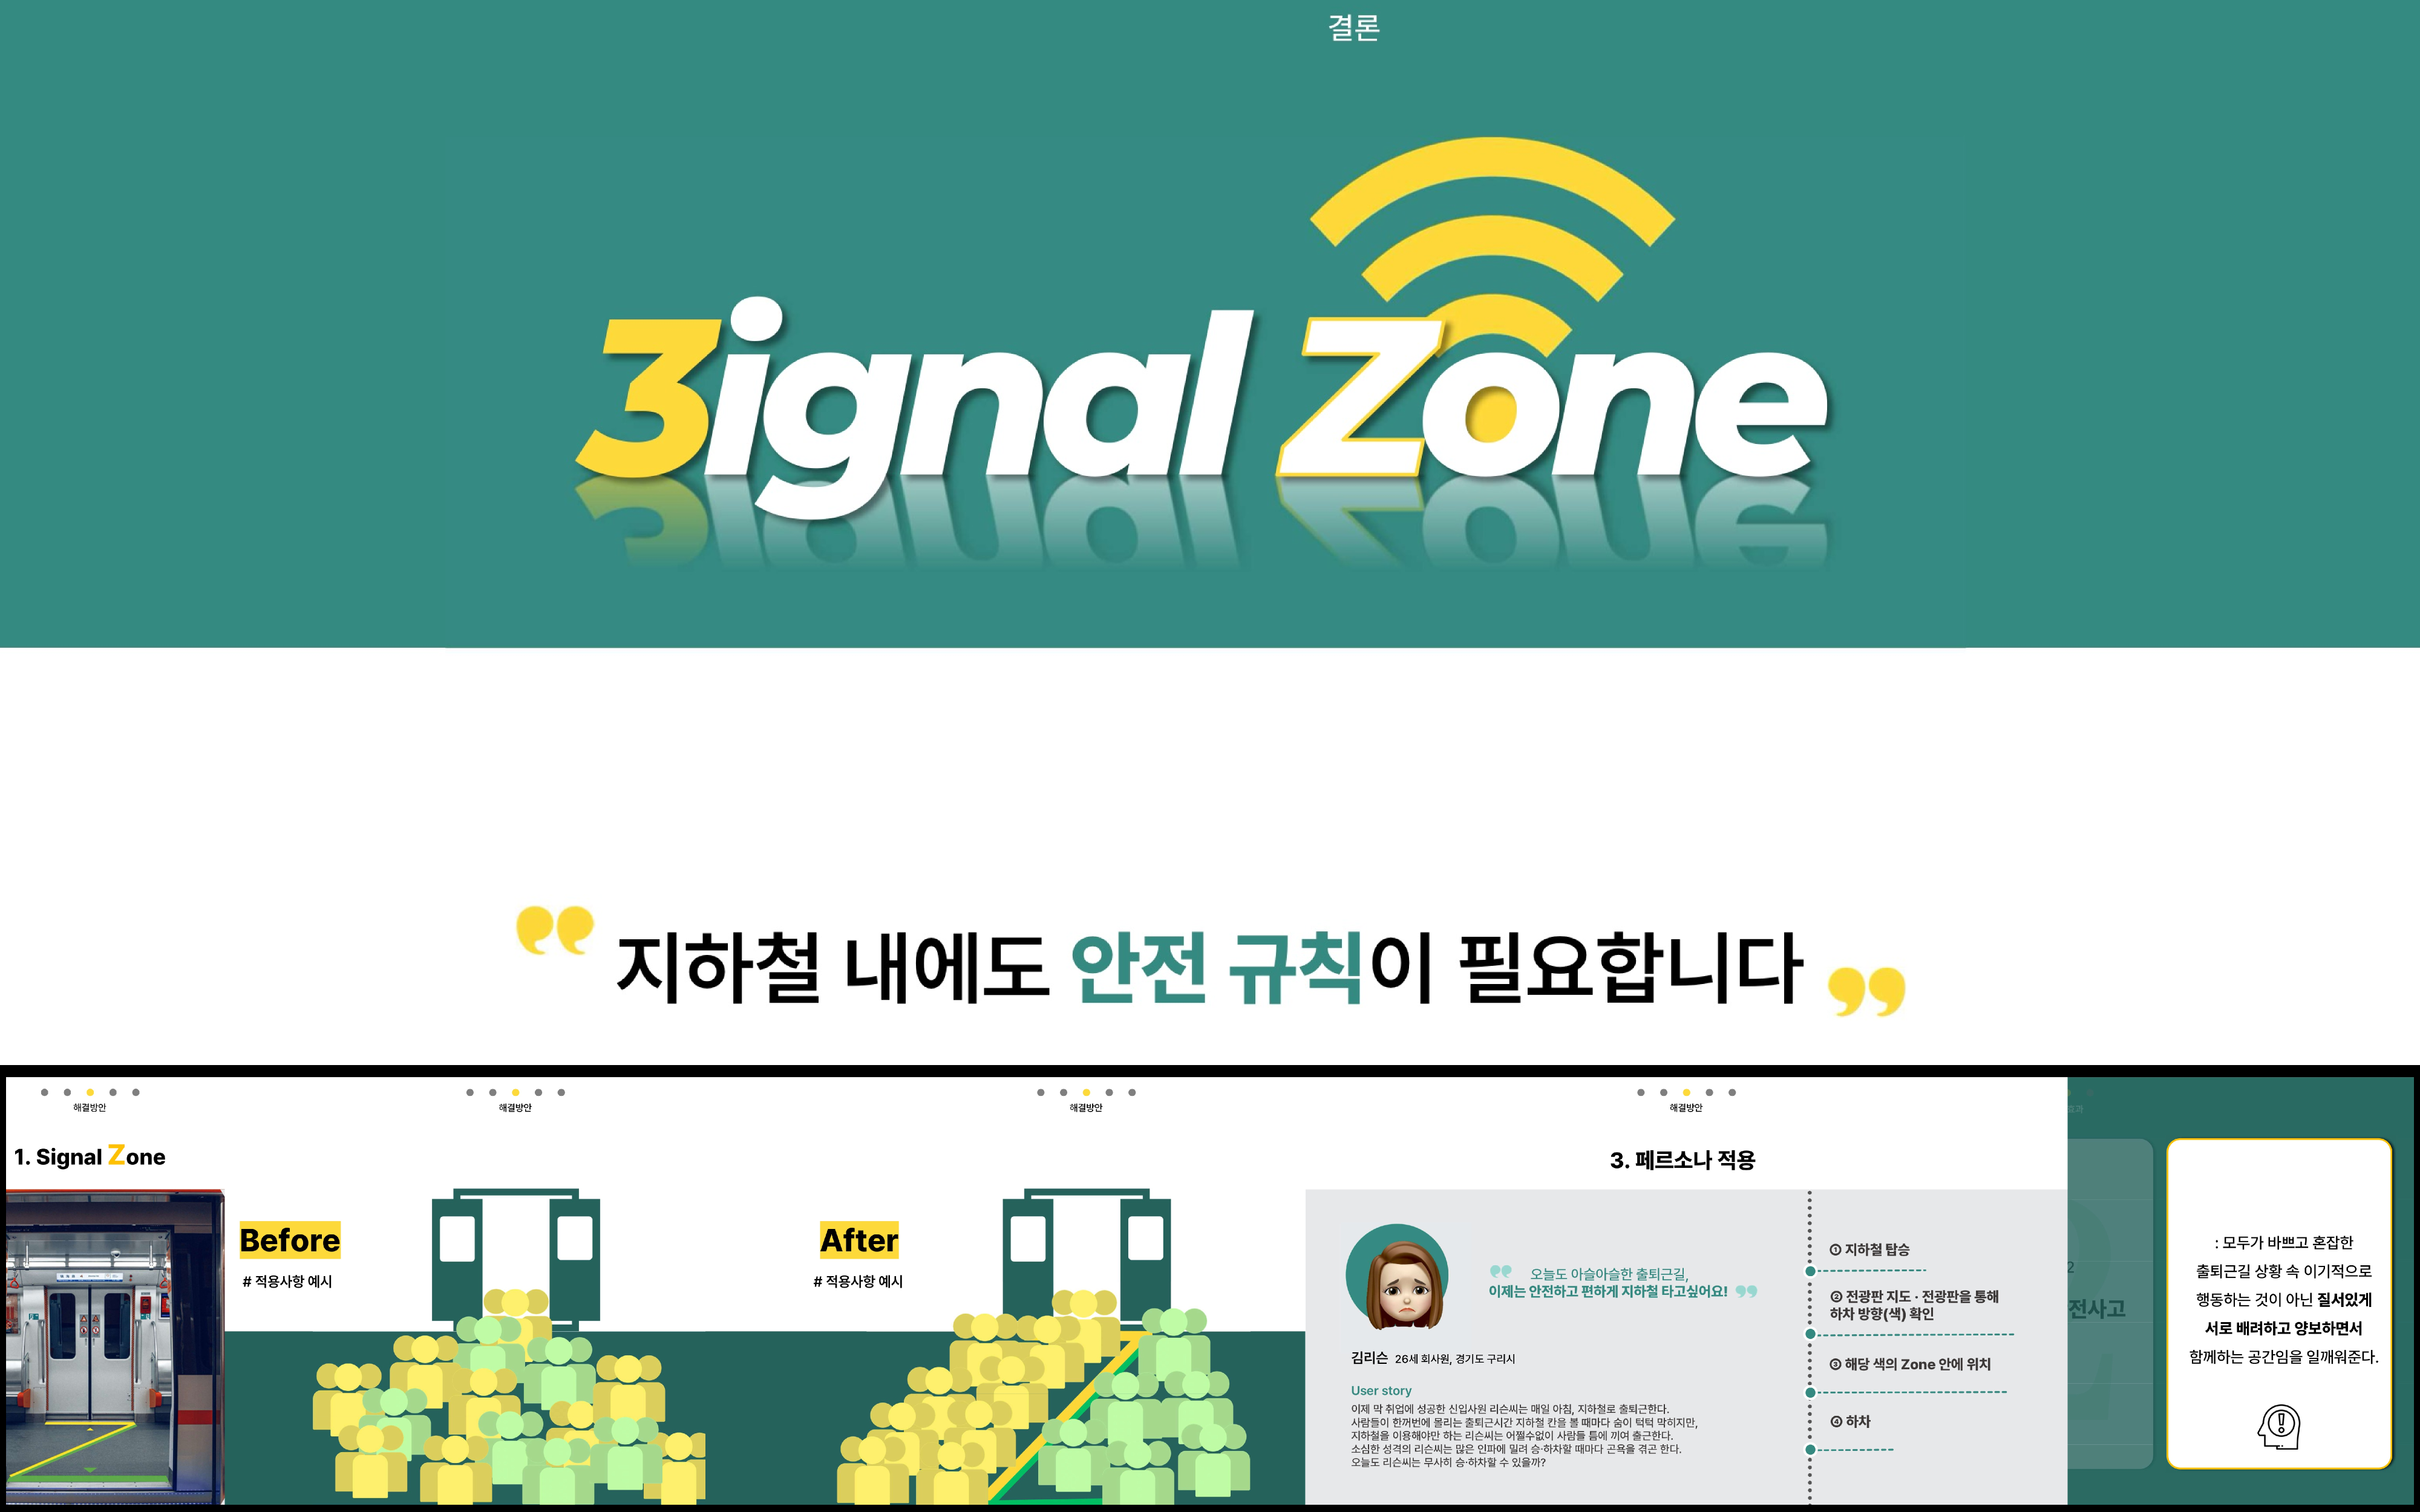 결론
3ignal Zone
지하철 내에도 안전 규칙이 필요합니다
해결방안
1. Signal Zone
해결방안
Before
# 적용사항 예시
해결방안
After
# 적용사항 예시
해결방안
3. 페르소나 적용
오늘도 아슬아슬한 출퇴근길,
이제는 안전하고 편하게 지하철 타고싶어요!
김리슨 26세 회사원, 경기도 구리시
User story
이제 막 취업에 성공한 신입사원 리슨씨는 매일 아침, 지하철로 출퇴근한다.
사람들이 한꺼번에 몰리는 출퇴근시간 지하철 칸을 볼 때마다 숨이 턱턱 막히지만,
지하철을 이용해야만 하는 리슨씨는 어쩔수없이 사람들 틈에 끼여 출근한다.
소심한 성격의 리슨씨는 많은 인파에 밀려 승·하차할 때마다 곤욕을 겪곤 한다.
오늘도 리슨씨는 무사히 승·하차할 수 있을까?
① 지하철 탑승
② 전광판 지도 · 전광판을 통해
하차 방향(색) 확인
③ 해당 색의 Zone 안에 위치
④ 하차
효과
2
전사고
: 모두가 바쁘고 혼잡한
출퇴근길 상황 속 이기적으로
행동하는 것이 아닌 질서있게
서로 배려하고 양보하면서
함께하는 공간임을 일깨워준다.